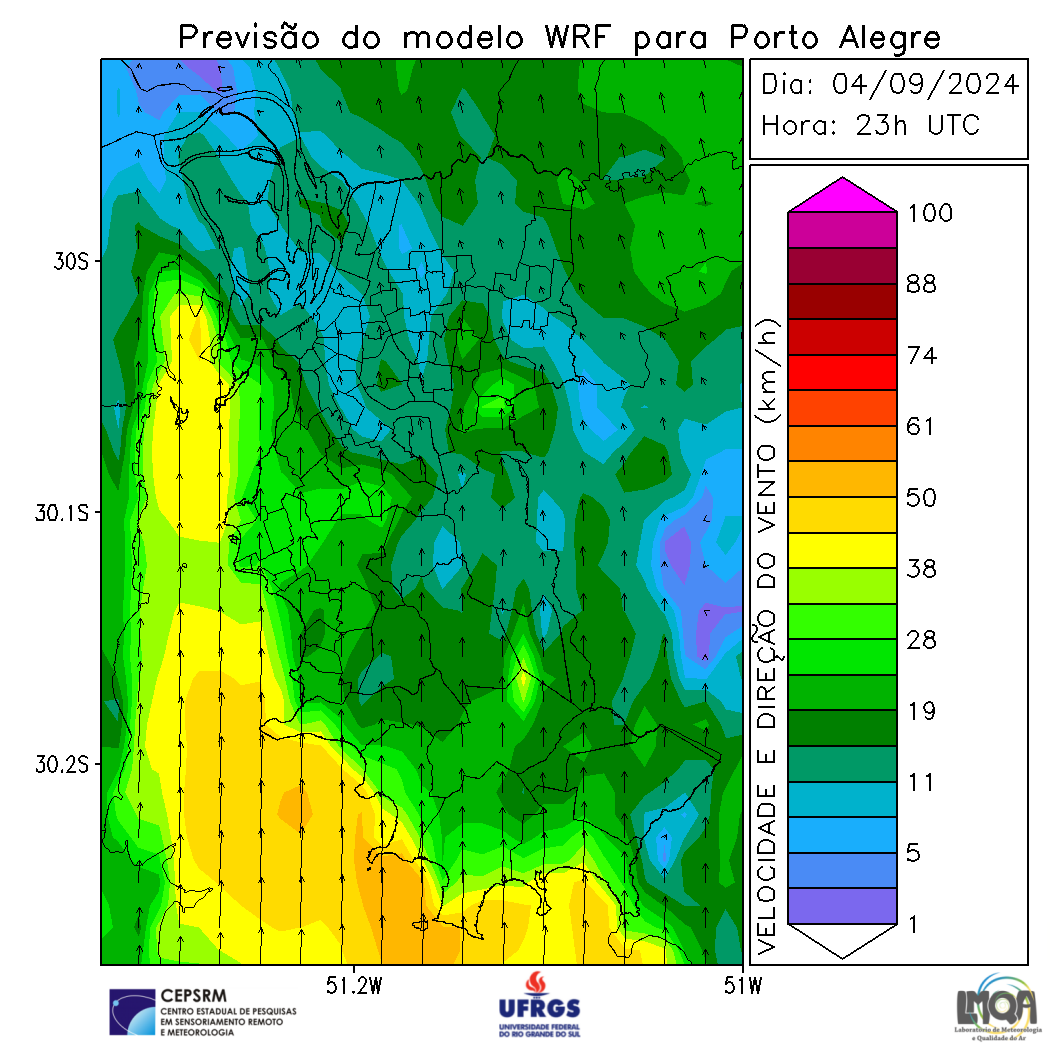 Previsão do modelo WRF para Porto Alegre
Dia: 04/09/2024
Hora: 23h UTC
30S
30.1S
30.2S
51.2W
51W
VELOCIDADE E DIREÇÃO DO VENTO (km/h)
100
88
74
61
50
38
28
19
11
5
1
CEPSRM
CENTRO ESTADUAL DE PESQUISAS
EM SENSORIAMENTO REMOTO
E METEOROLOGIA
UFRGS
UNIVERSIDADE FEDERAL
DO RIO GRANDE DO SUL
LMQA
Laboratório de Meteorologia
e Qualidade do Ar